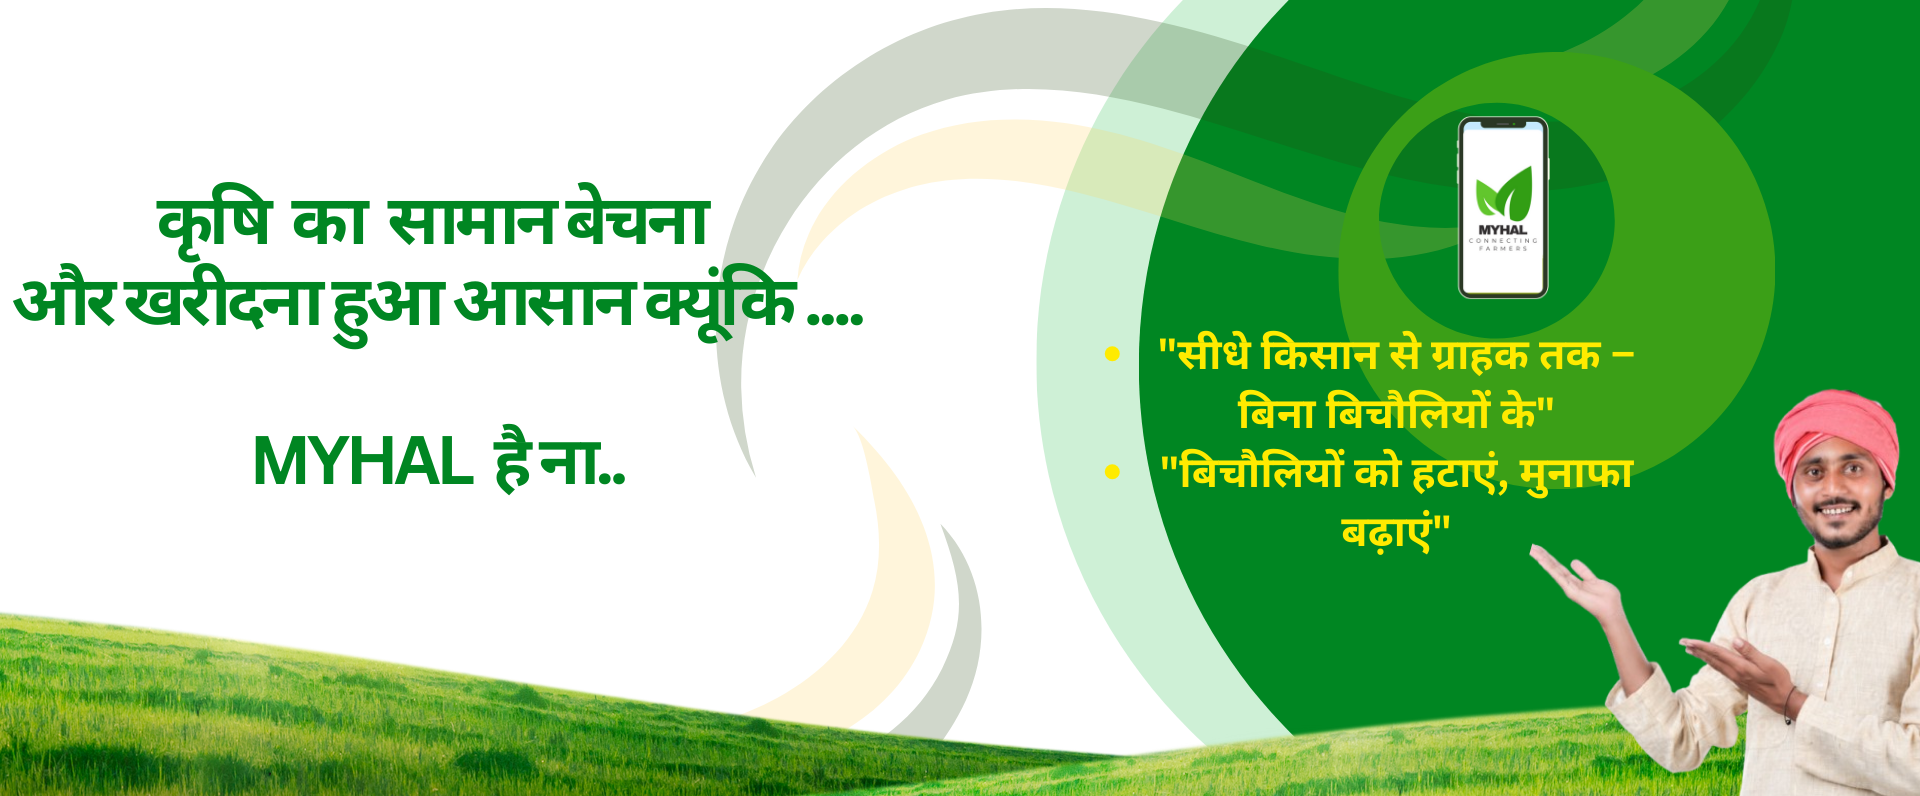 कृषि का सामान बेचना
और खरीदना हुआ आसान क्यूंकि ....
MYHAL है ना..
MYHAL
CONNECTING
FARMERS
• "सीधे किसान से ग्राहक तक –
बिना बिचौलियों के"
• "बिचौलियों को हटाएं, मुनाफा
बढ़ाएं"